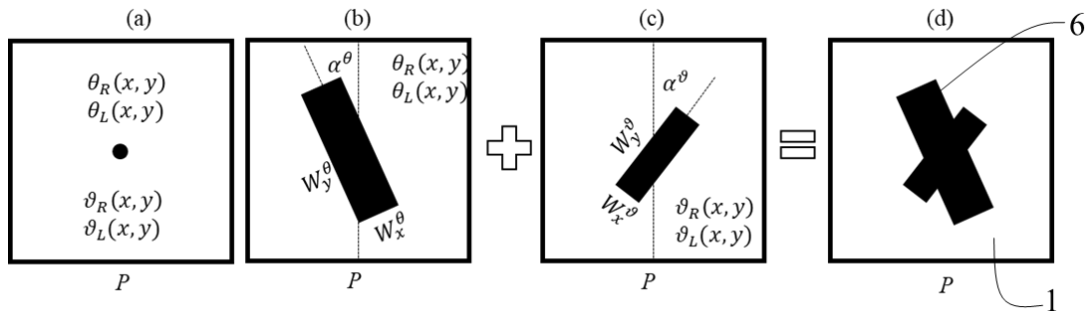 (a)
(b)
(c)
(d)
6
θ_R(x, y)
θ_L(x, y)
ϑ_R(x, y)
ϑ_L(x, y)
P
α^θ
θ_R(x, y)
θ_L(x, y)
W_y^θ
W_x^θ
P
α^ϑ
W_y^ϑ
W_x^ϑ
ϑ_R(x, y)
ϑ_L(x, y)
P
1
P